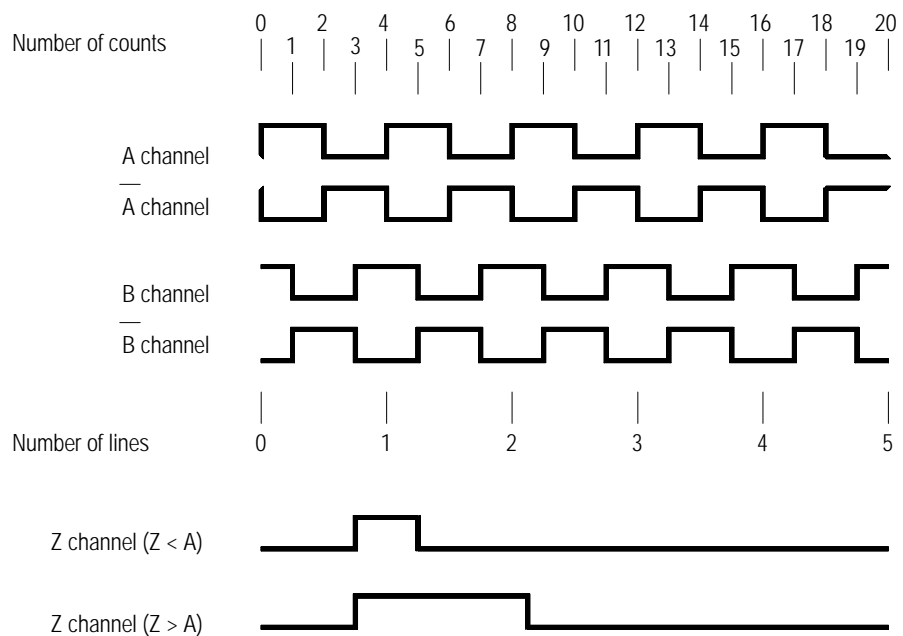 0 2 4 6 8 10 12 14 16 18 20
Number of counts 1 3 5 7 9 11 13 15 17 19
A channel
A̅ channel
B channel
B̅ channel
Number of lines 0 1 2 3 4 5
Z channel (Z < A)
Z channel (Z > A)